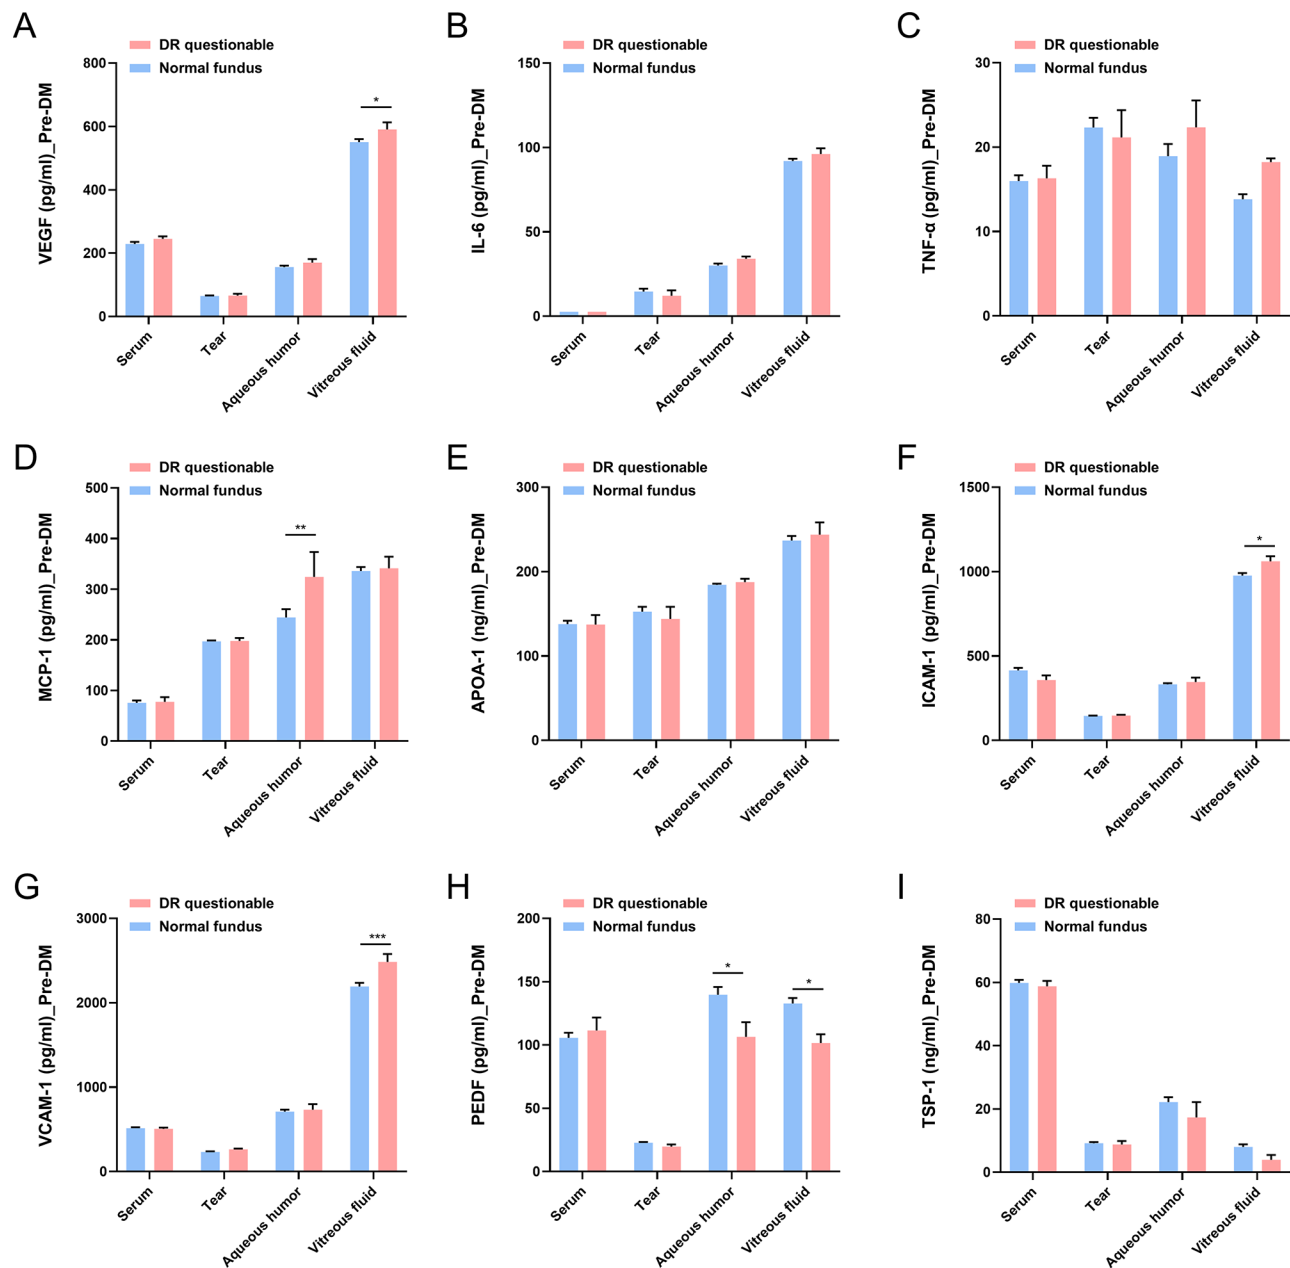 A
DR questionable
Normal fundus
VEGF (pg/ml)_Pre-DM
800
600
400
200
0
*
Serum
Tear
Aqueous humor
Vitreous fluid
B
DR questionable
Normal fundus
IL-6 (pg/ml)_Pre-DM
150
100
50
0
Serum
Tear
Aqueous humor
Vitreous fluid
C
DR questionable
Normal fundus
TNF-α (pg/ml)_Pre-DM
30
20
10
0
Serum
Tear
Aqueous humor
Vitreous fluid
D
DR questionable
Normal fundus
MCP-1 (pg/ml)_Pre-DM
500
400
300
200
100
0
**
Serum
Tear
Aqueous humor
Vitreous fluid
E
DR questionable
Normal fundus
APOA-1 (ng/ml)_Pre-DM
300
200
100
0
Serum
Tear
Aqueous humor
Vitreous fluid
F
DR questionable
Normal fundus
ICAM-1 (pg/ml)_Pre-DM
1500
1000
500
0
*
Serum
Tear
Aqueous humor
Vitreous fluid
G
DR questionable
Normal fundus
VCAM-1 (pg/ml)_Pre-DM
3000
2000
1000
0
***
Serum
Tear
Aqueous humor
Vitreous fluid
H
DR questionable
Normal fundus
PEDF (pg/ml)_Pre-DM
200
150
100
50
0
*
*
Serum
Tear
Aqueous humor
Vitreous fluid
I
DR questionable
Normal fundus
TSP-1 (ng/ml)_Pre-DM
80
60
40
20
0
Serum
Tear
Aqueous humor
Vitreous fluid